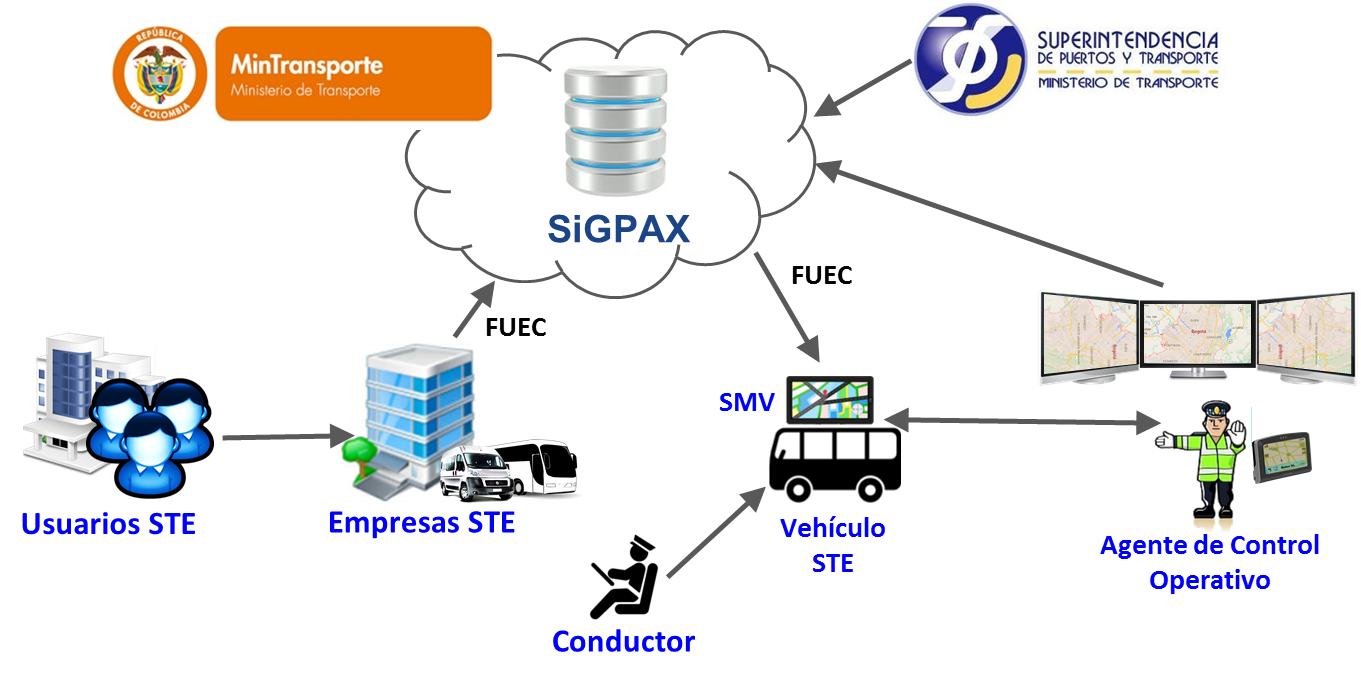 REPÚBLICA
DE COLOMBIA
MinTransporte
Ministerio de Transporte
SUPERINTENDENCIA
DE PUERTOS Y TRANSPORTE
MINISTERIO DE TRANSPORTE
SiGPAX
FUEC
FUEC
SMV
Usuarios STE
Empresas STE
Vehículo
STE
Agente de Control
Operativo
Conductor
Bogotá